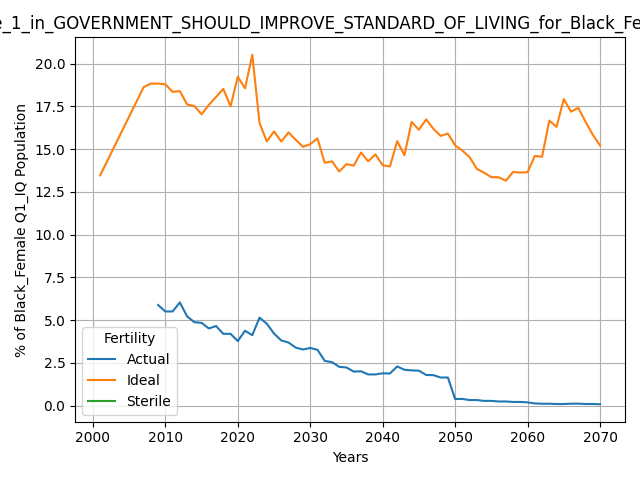 e_1_in_GOVERNMENT_SHOULD_IMPROVE_STANDARD_OF_LIVING_for_Black_Fe
% of Black_Female Q1_IQ Population
20.0
17.5
15.0
12.5
10.0
7.5
5.0
2.5
0.0
Fertility
Actual
Ideal
Sterile
2000 2010 2020 2030 2040 2050 2060 2070
Years